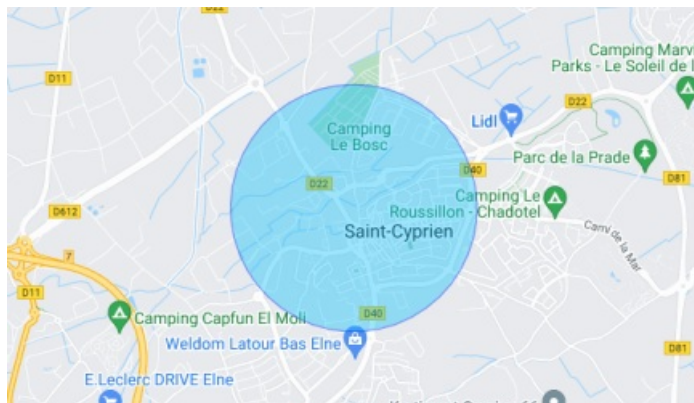 D22
D11
Camping Marv
Parks - Le Soleil de l
D22
Lidl
Camping
Le Bosc
Parc de la Prade
D40
D22
D81
Camping Le
Roussillon - Chadotel
D612
Saint-Cyprien
Camí de la Mar
7
D11
D40
Camping Capfun El Moli
Weldom Latour Bas Elne
D81
E.Leclerc DRIVE Elne